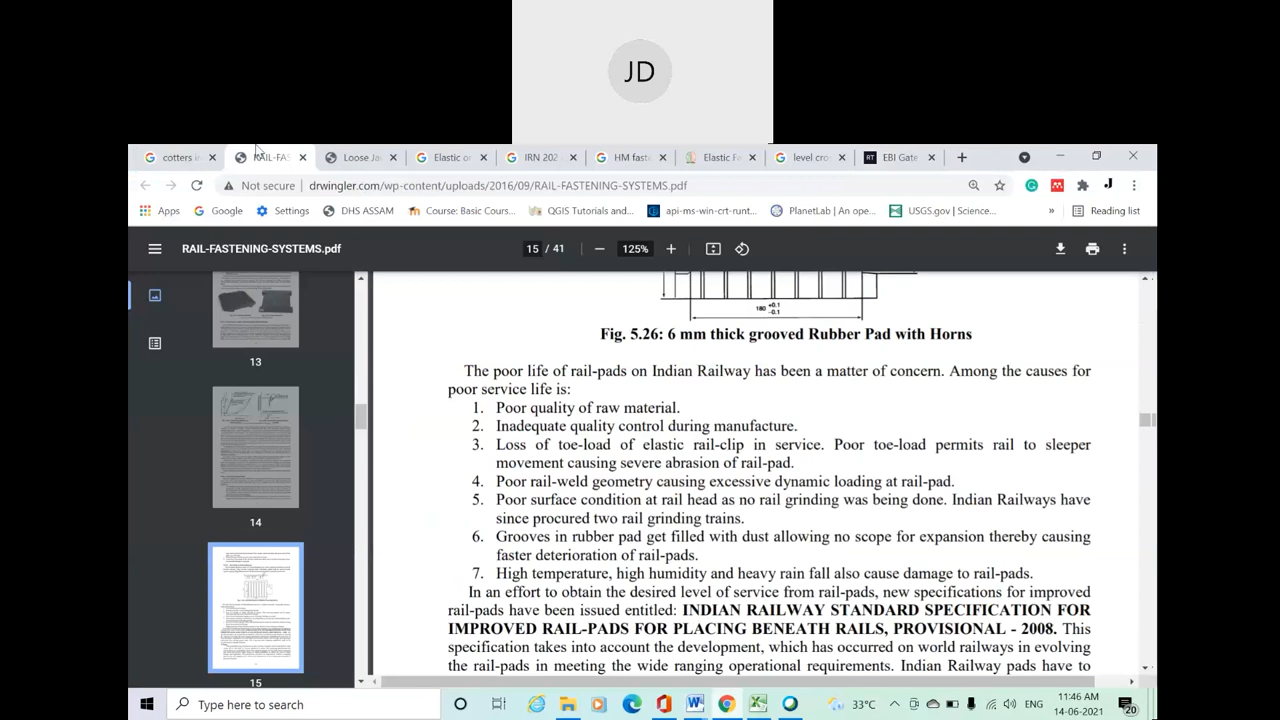 JD
cotters in
RAIL-FAS
Loose Ja
Elastic or
IRN 202
HM fast
Elastic Fa
level cro
EBI Gate
Not secure
drwingler.com/wp-content/uploads/2016/09/RAIL-FASTENING-SYSTEMS.pdf
Apps
Google
Settings
DHS ASSAM
Course: Basic Cours...
QGIS Tutorials and...
api-ms-win-crt-runt...
PlanetLab | An ope...
USGS.gov | Science...
»
Reading list
RAIL-FASTENING-SYSTEMS.pdf
15 / 41
125%
13
14
15
180 +0.1 -0.1
Fig. 5.26: 6 mm thick grooved Rubber Pad with Horns
The poor life of rail-pads on Indian Railway has been a matter of concern. Among the causes for
poor service life is:
1. Poor quality of raw material.
2. Inadequate quality control during manufacture.
3. Loss of toe-load of the rail-clip in service. Poor toe-load permits rail to sleeper
movement causing severe abrasion of rail-pad.
4. Poor rail-weld geometry causing excessive dynamic loading at rail-pad.
5. Poor surface condition at rail head as no rail grinding was being done. Indian Railways have
since procured two rail grinding trains.
6. Grooves in rubber pad get filled with dust allowing no scope for expansion thereby causing
faster deterioration of rail-pads.
7. High temperature, high humidity and heavy rain fall also cause damage to rail-pads.
In an effort to obtain the desired level of service from rail-pads, new specifications for improved
rail-pads have been issued entitled INDIAN RAILWAY STANDARD SPECIFICATION FOR
IMPROVED RAIL-PADS FOR PLACING BENEATH RAILS, PROVISIONAL - 2008. This
specification takes into account the development, which has occurred on world railways in evolving
the rail-pads in meeting the wide ranging operational requirements. Indian Railway pads have to
Type here to search
33°C
ENG
11:46 AM
14-06-2021
20